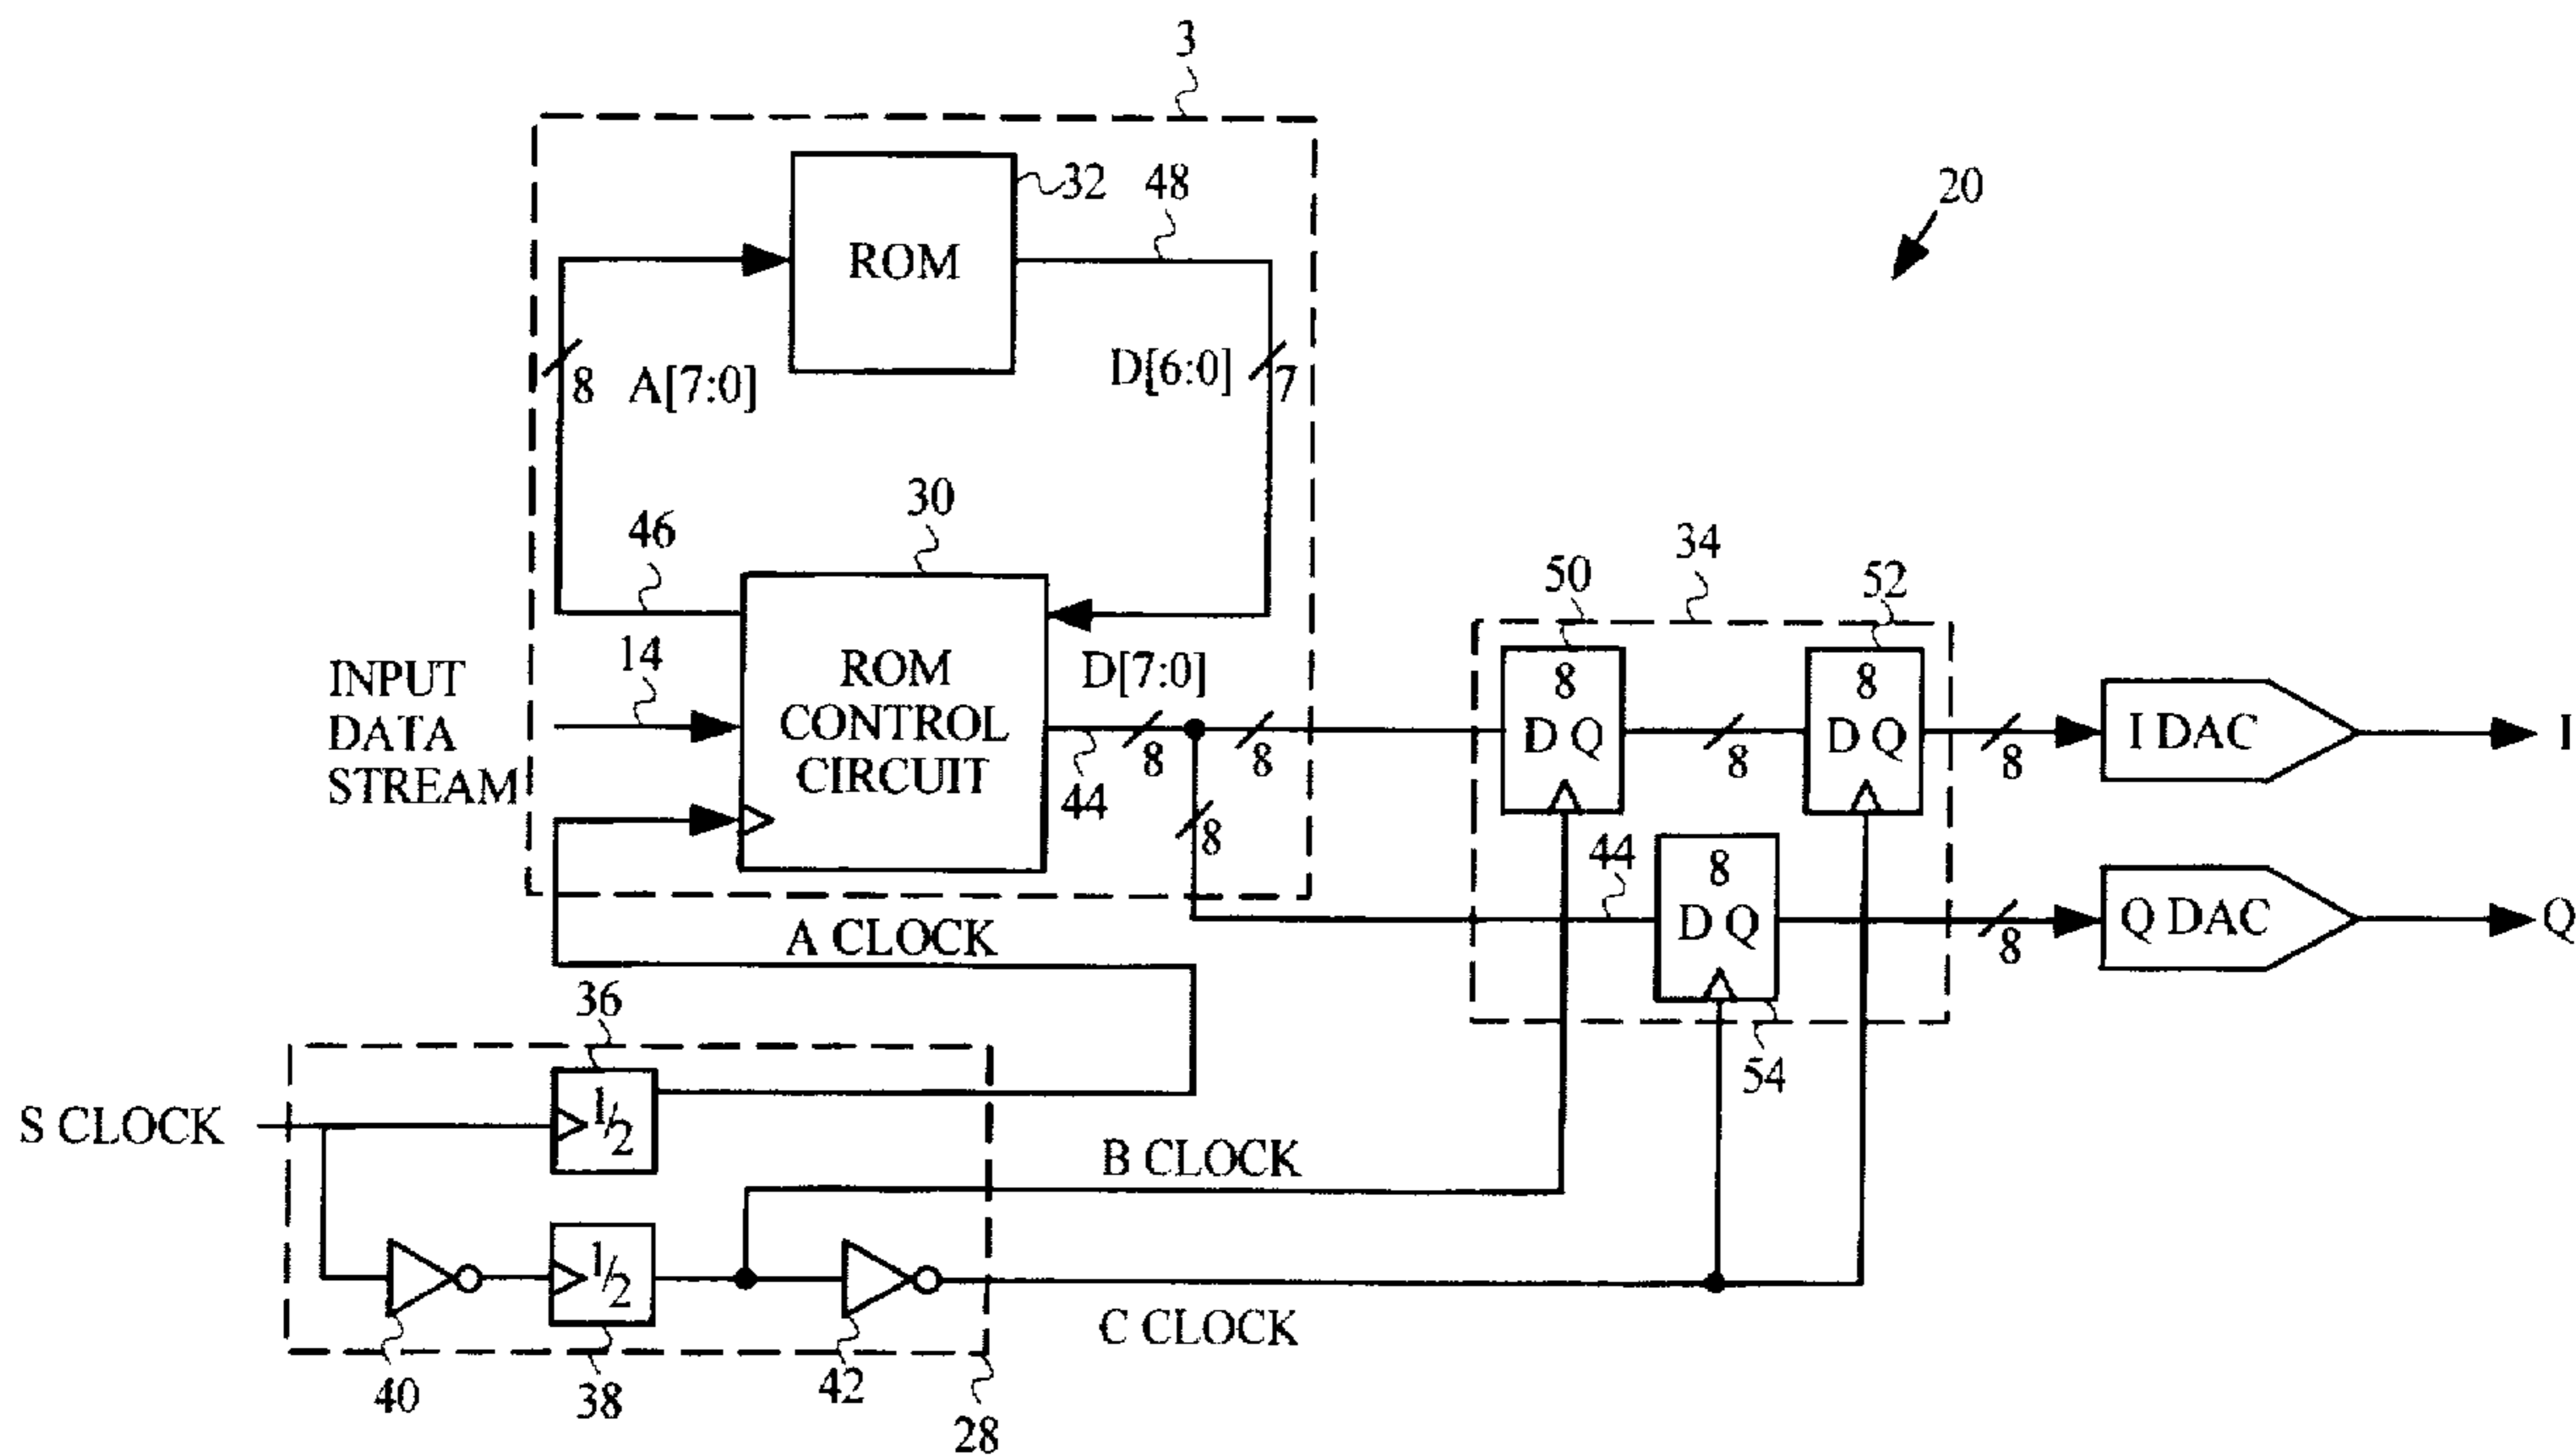 3
32
48
20
ROM
8
A[7:0]
D[6:0]
7
30
46
34
50
52
14
INPUT
DATA
STREAM
ROM
CONTROL
CIRCUIT
D[7:0]
8
8
44
8
8
D Q
8
8
D Q
8
I DAC
I
44
8
D Q
8
Q DAC
Q
A CLOCK
36
54
S CLOCK
1/2
B CLOCK
1/2
C CLOCK
40
38
42
28